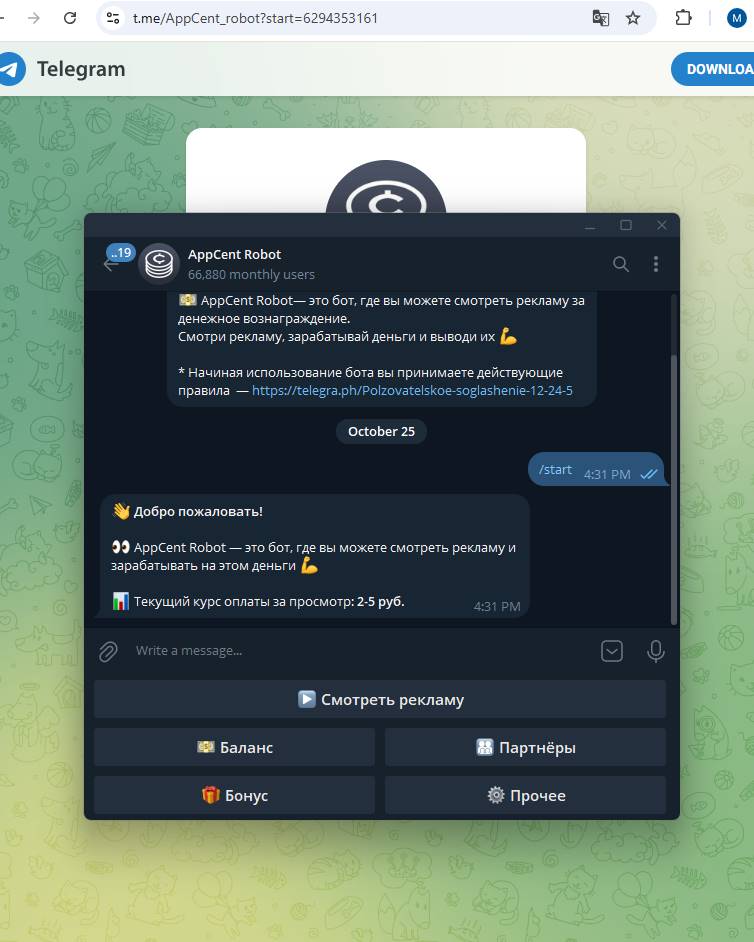 t.me/AppCent_robot?start=6294353161
M
Telegram
..19
AppCent Robot
66,880 monthly users
💵 AppCent Robot— это бот, где вы можете смотреть рекламу за
денежное вознаграждение.
Смотри рекламу, зарабатывай деньги и выводи их 💪
* Начиная использование бота вы принимаете действующие
правила — https://telegra.ph/Polzovatelskoe-soglashenie-12-24-5
October 25
/start 4:31 PM
👋 Добро пожаловать!
👀 AppCent Robot — это бот, где вы можете смотреть рекламу и
зарабатывать на этом деньги 💪
📊 Текущий курс оплаты за просмотр: 2-5 руб.
4:31 PM
Write a message...
▶️ Смотреть рекламу
💵 Баланс
👥 Партнёры
🎁 Бонус
⚙️ Прочее